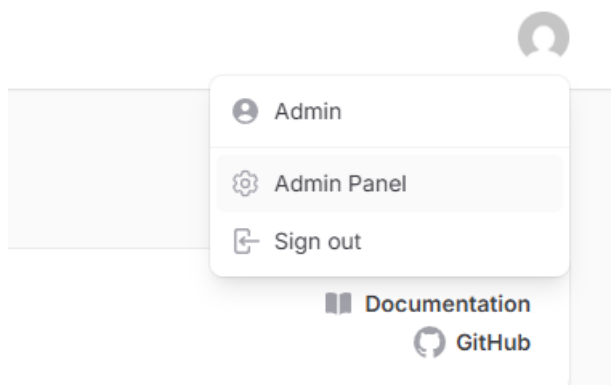 Admin
Admin Panel
Sign out
Documentation
GitHub